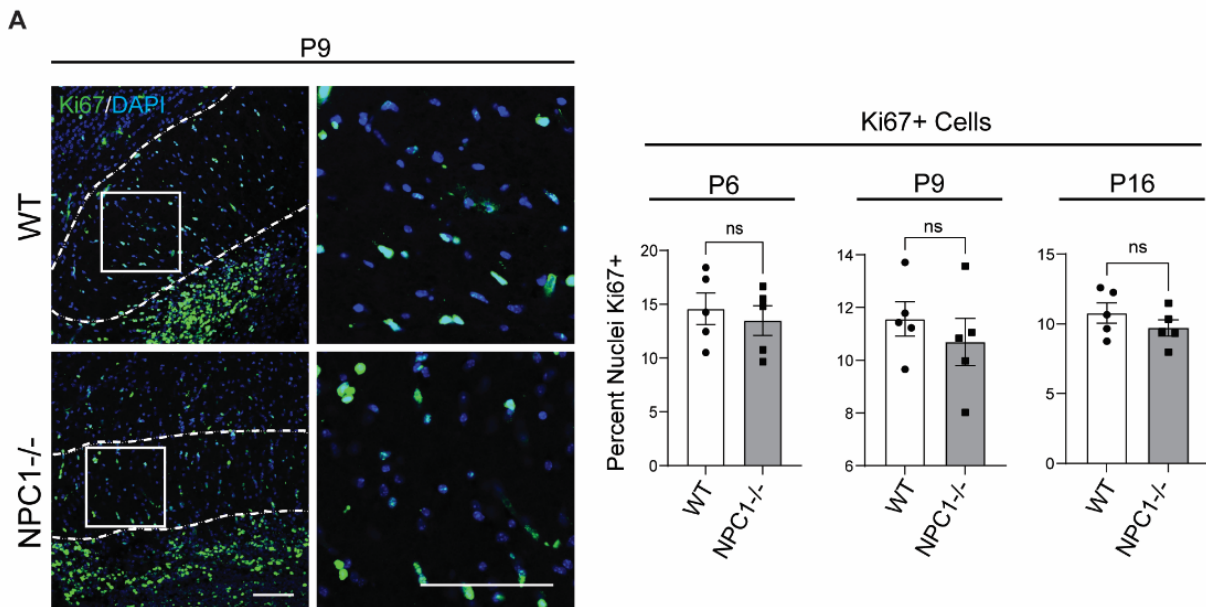 A
P9
Ki67/DAPI
WT
NPC1-/-
Ki67+ Cells
P6
P9
P16
Percent Nuclei Ki67+
20
15
10
5
0
ns
WT
NPC1-/-
14
12
10
8
6
ns
WT
NPC1-/-
15
10
5
0
ns
WT
NPC1-/-